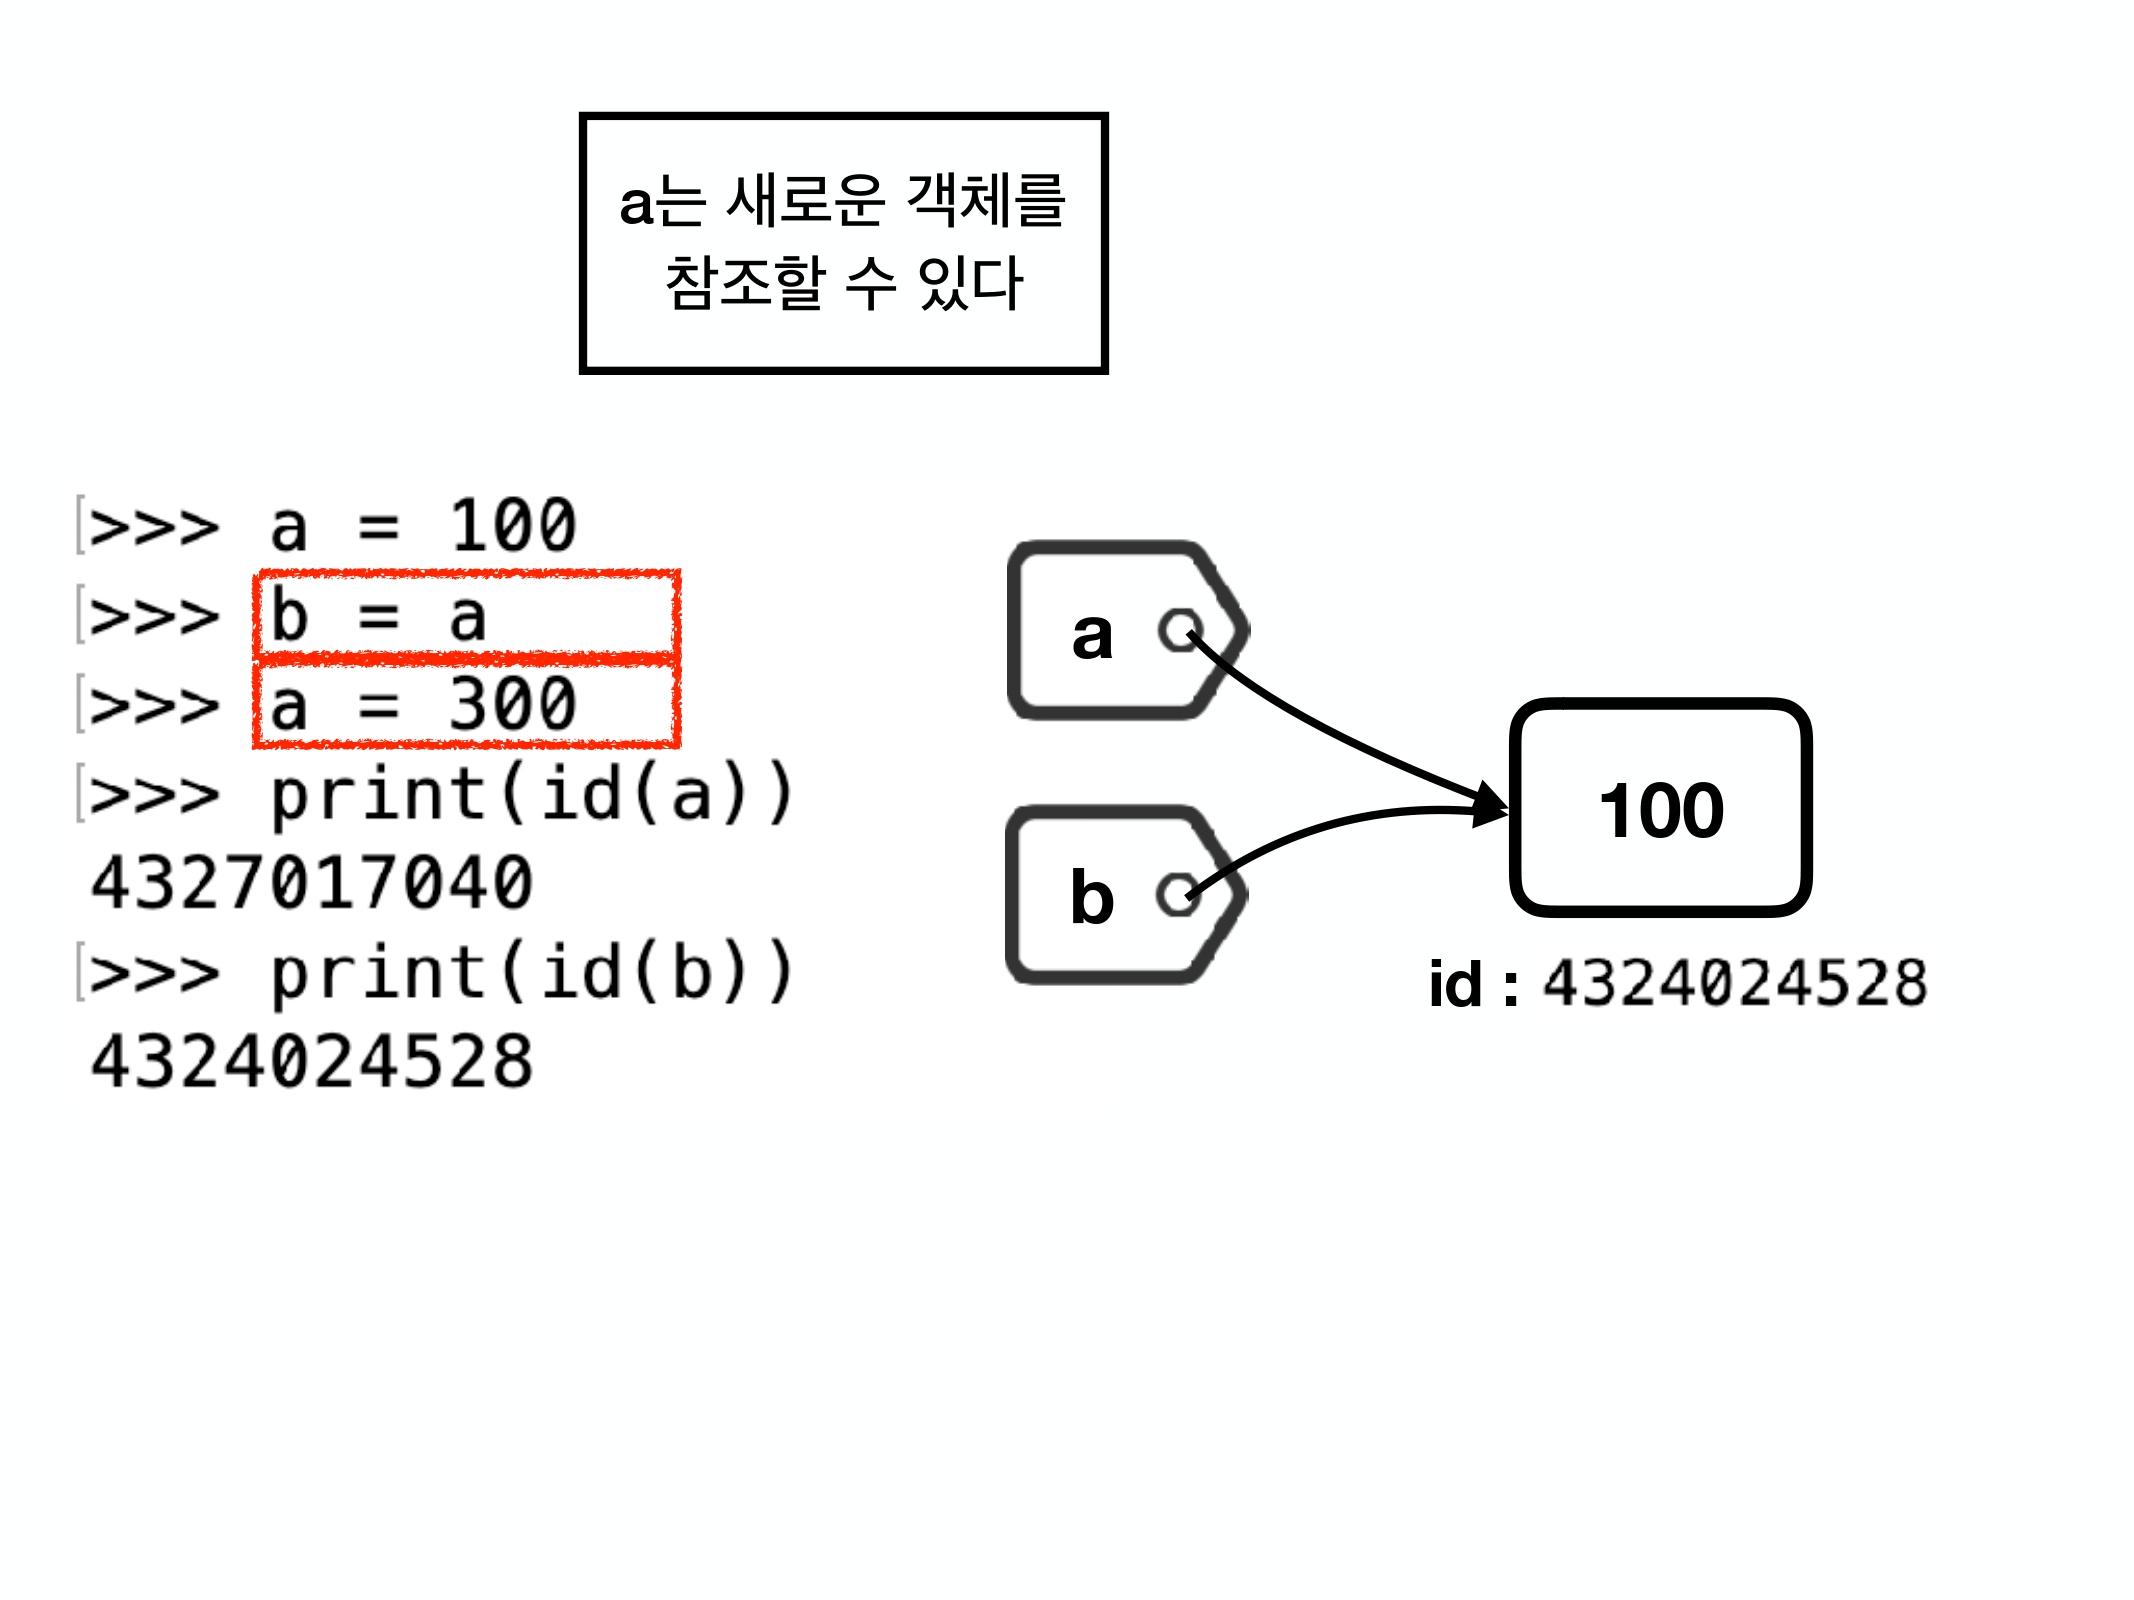 a는 새로운 객체를
참조할 수 있다
>>> a = 100
>>> b = a
>>> a = 300
>>> print(id(a))
4327017040
>>> print(id(b))
4324024528
a
b
100
id : 4324024528